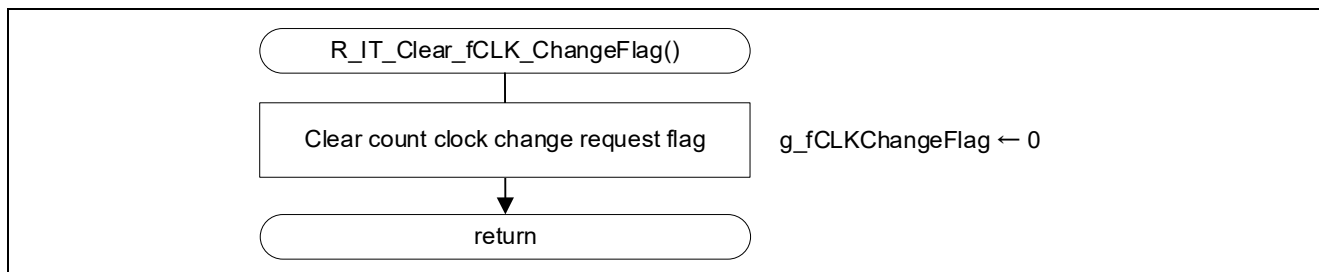 R_IT_Clear_fCLK_ChangeFlag()
Clear count clock change request flag g_fCLKChangeFlag ← 0
return